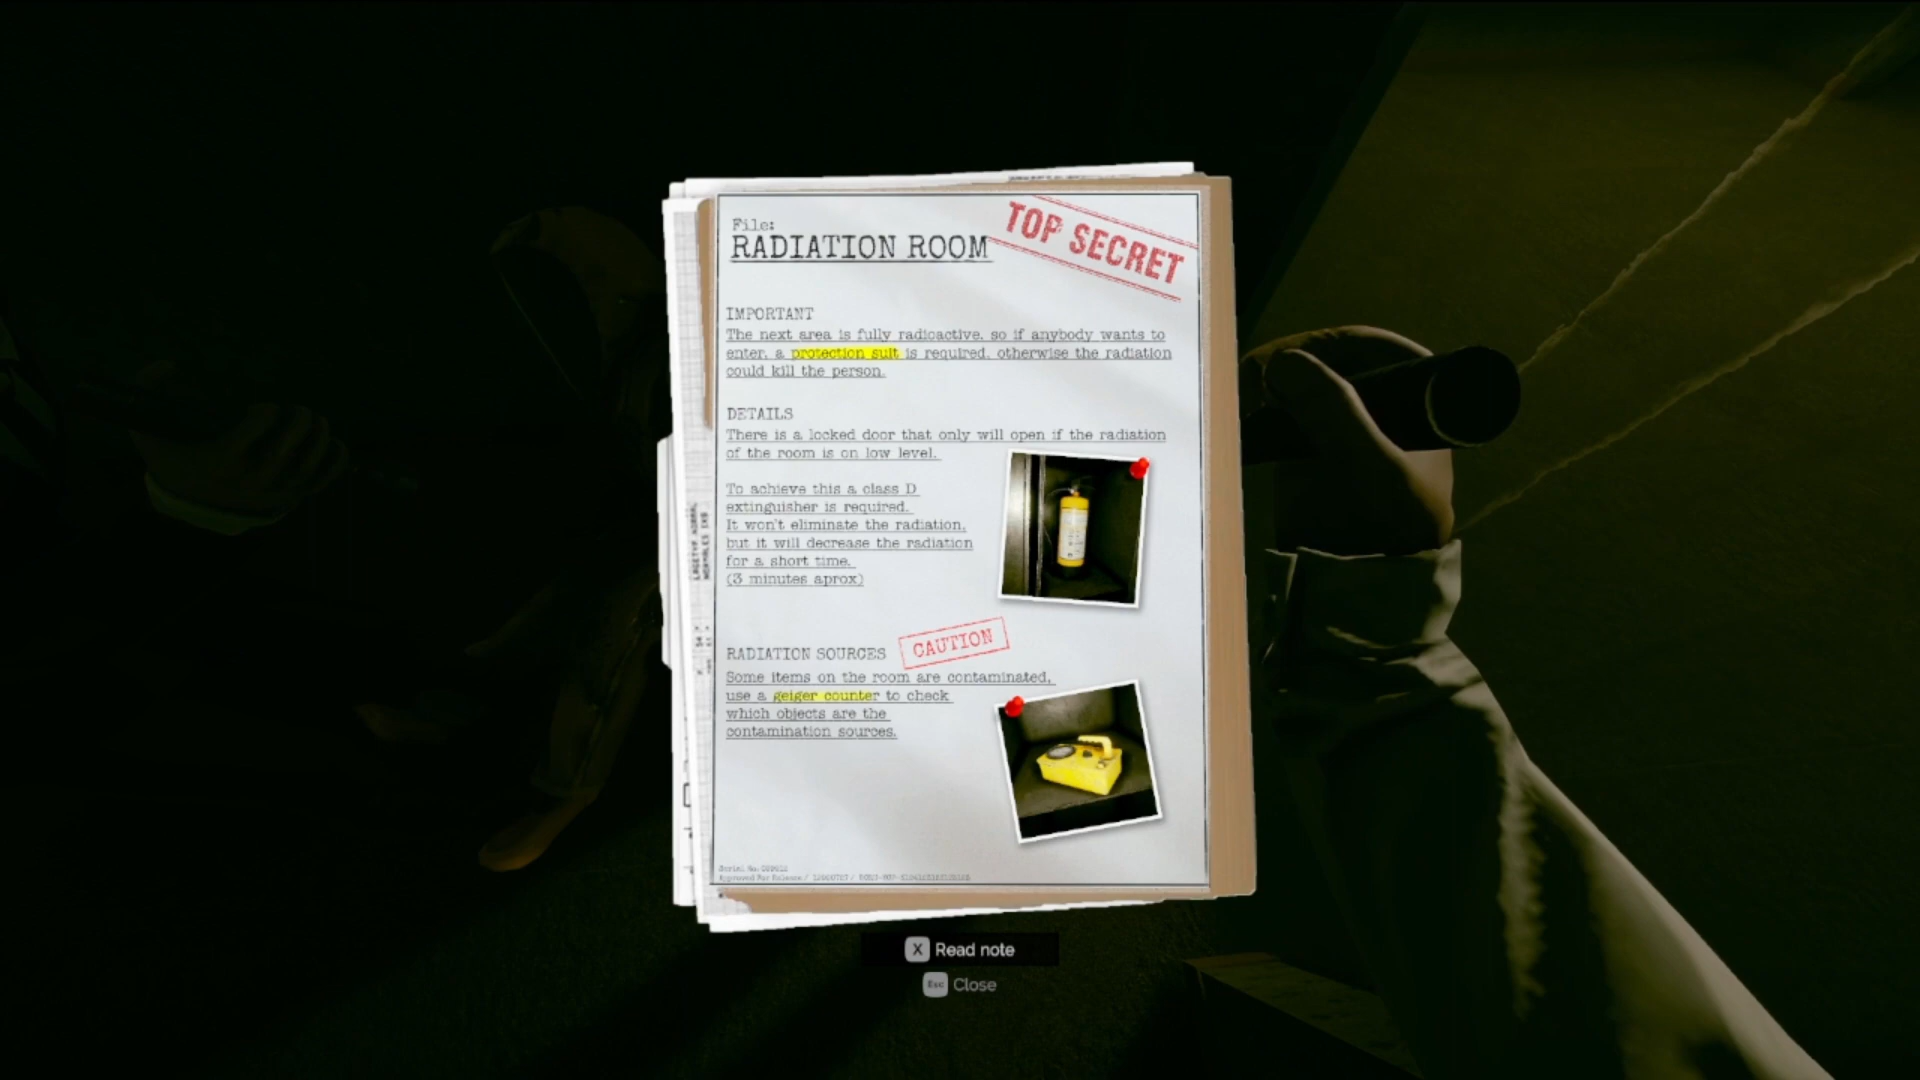 File:
RADIATION ROOM
TOP SECRET
IMPORTANT
The next area is fully radioactive, so if anybody wants to
enter, a protection suit is required, otherwise the radiation
could kill the person.
DETAILS
There is a locked door that only will open if the radiation
of the room is on low level.
To achieve this a class D
extinguisher is required.
It won't eliminate the radiation,
but it will decrease the radiation
for a short time.
(3 minutes aprox)
RADIATION SOURCES
CAUTION
Some items on the room are contaminated,
use a geiger counter to check
which objects are the
contamination sources.
Approved For Release /
X Read note
Esc Close